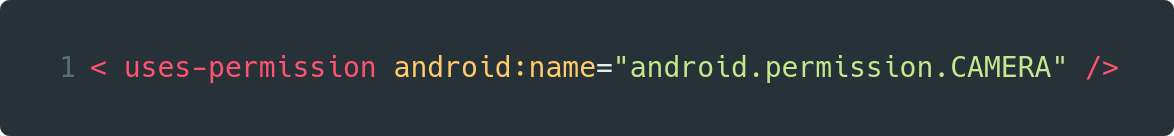 1 < uses-permission android:name="android.permission.CAMERA" />